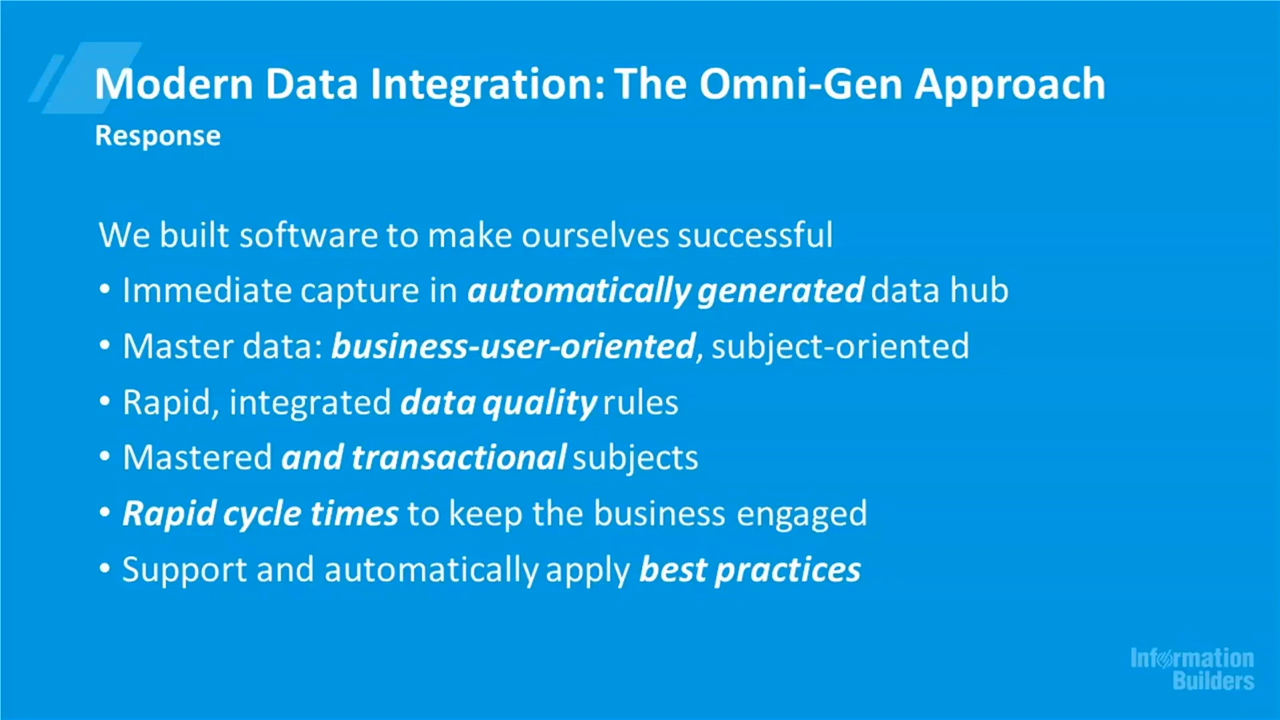 Modern Data Integration: The Omni-Gen Approach
Response
We built software to make ourselves successful
• Immediate capture in automatically generated data hub
• Master data: business-user-oriented, subject-oriented
• Rapid, integrated data quality rules
• Mastered and transactional subjects
• Rapid cycle times to keep the business engaged
• Support and automatically apply best practices
Information
Builders